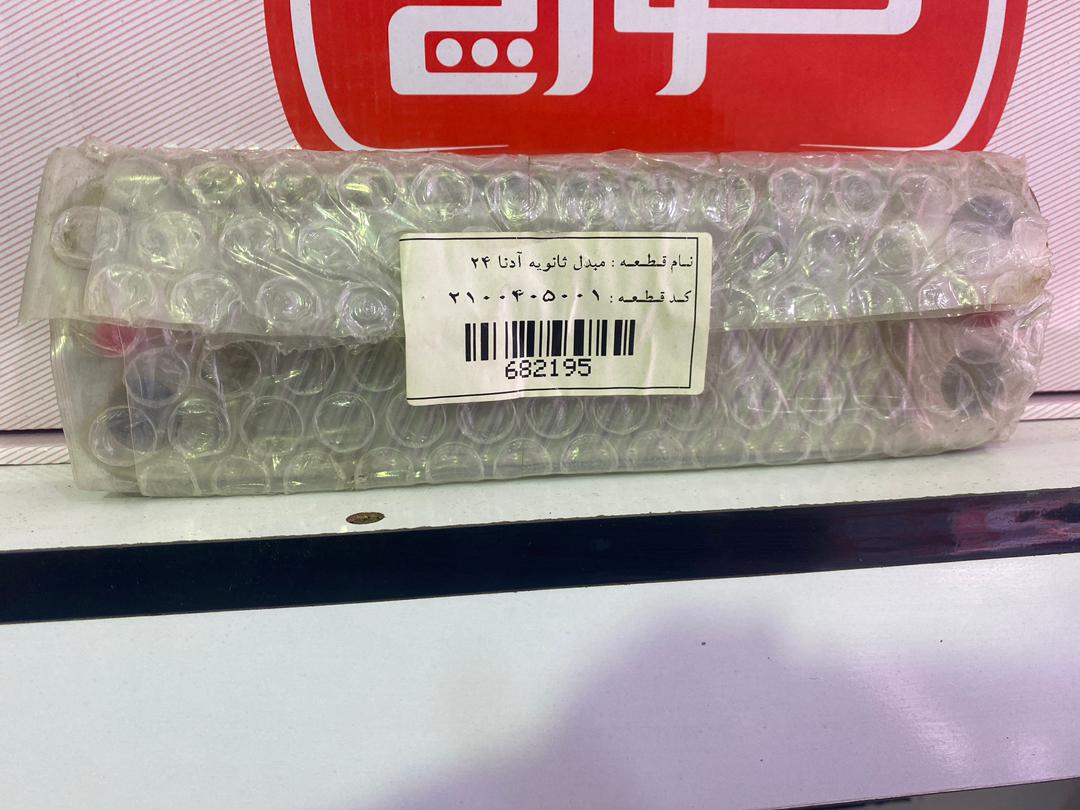 نام قطعه : مبدل ثانویه آدنا ۲۴
کد قطعه : ۲۱۰۰۴۰۵۰۰۱
682195